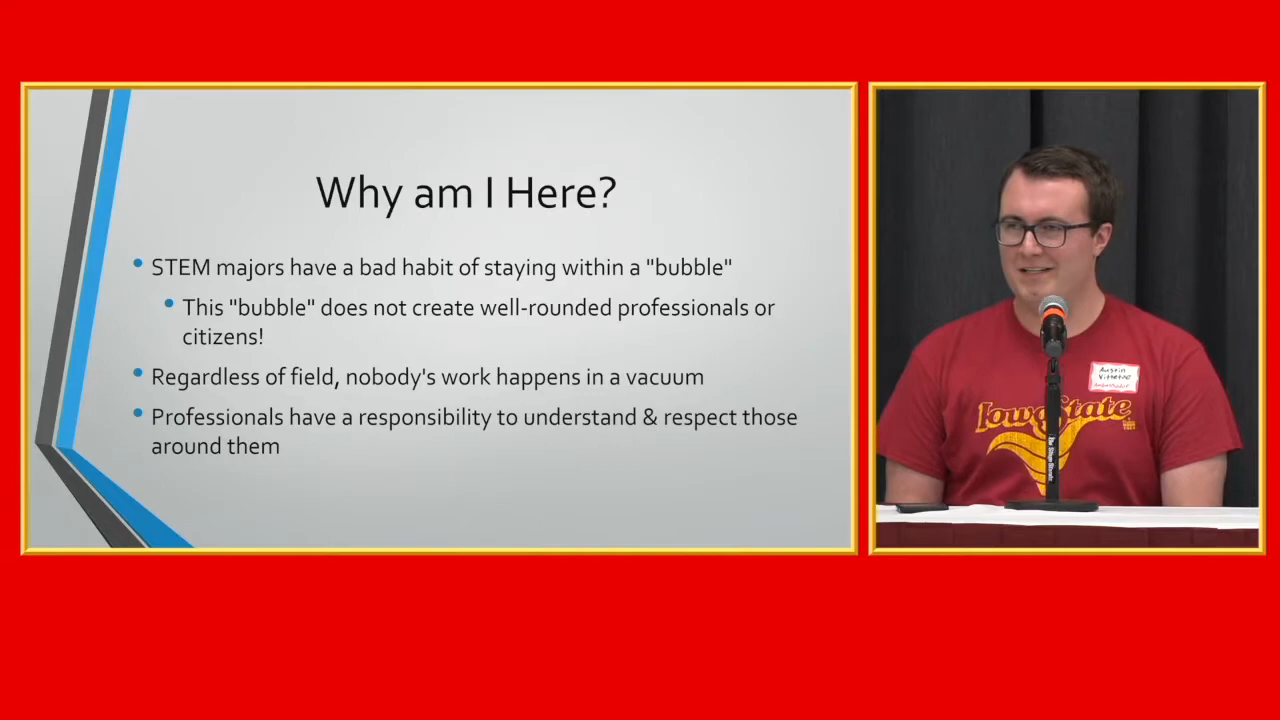 Why am I Here?
STEM majors have a bad habit of staying within a "bubble"
This "bubble" does not create well-rounded professionals or
citizens!
Regardless of field, nobody's work happens in a vacuum
Professionals have a responsibility to understand & respect those
around them
Austin
Ambassador
Iowa State